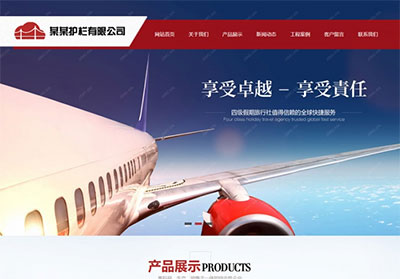 某某护栏有限公司
网站首页 关于我们 产品展示 新闻动态 工程案例 客户留言 联系我们
享受卓越 – 享受責任
四级假期旅行社值得信赖的全球快捷服务
Four class holiday travel agency trusted global fast service
产品展示 PRODUCTS